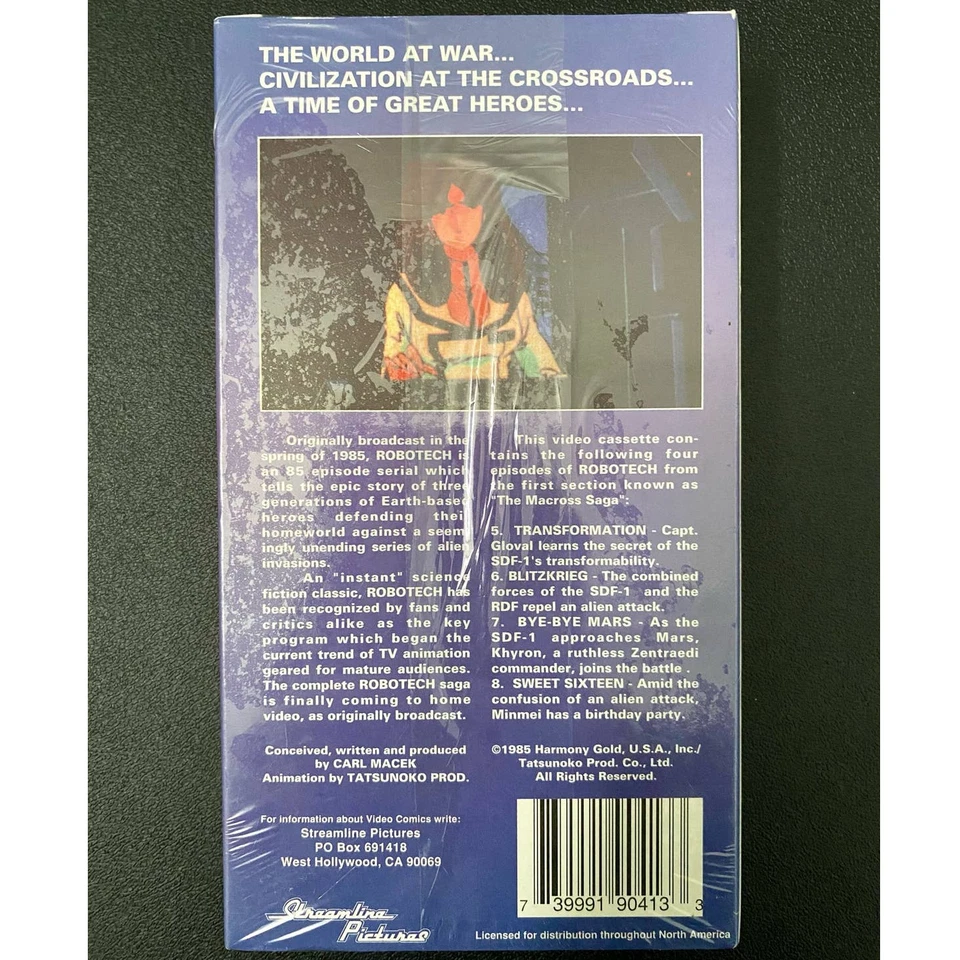 THE WORLD AT WAR...
CIVILIZATION AT THE CROSSROADS...
A TIME OF GREAT HEROES...
Originally broadcast in the
spring of 1985, ROBOTECH is
an 85 episode serial which
tells the epic story of three
generations of Earth-based
heroes defending their
homeworld against a seem-
ingly unending series of alien
invasions.
An "instant" science
fiction classic, ROBOTECH has
been recognized by fans and
critics alike as the key
program which began the
current trend of TV animation
geared for mature audiences.
The complete ROBOTECH saga
is finally coming to home
video, as originally broadcast.
Conceived, written and produced
by CARL MACEK
Animation by TATSUNOKO PROD.
For information about Video Comics write:
Streamline Pictures
PO Box 691418
West Hollywood, CA 90069
Streamline
Pictures
This video cassette con-
tains the following four
episodes of ROBOTECH from
the first section known as
"The Macross Saga":
5. TRANSFORMATION - Capt.
Gloval learns the secret of the
SDF-1's transformability.
6. BLITZKRIEG - The combined
forces of the SDF-1 and the
RDF repel an alien attack.
7. BYE-BYE MARS - As the
SDF-1 approaches Mars,
Khyron, a ruthless Zentraedi
commander, joins the battle .
8. SWEET SIXTEEN - Amid the
confusion of an alien attack,
Minmei has a birthday party.
©1985 Harmony Gold, U.S.A., Inc./
Tatsunoko Prod. Co., Ltd.
All Rights Reserved.
7 39991 90413 3
Licensed for distribution throughout North America